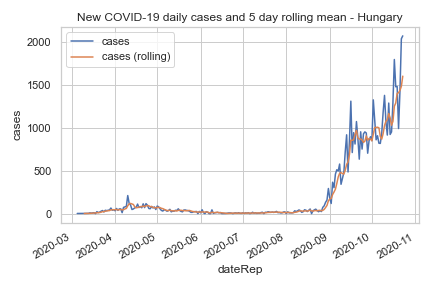 New COVID-19 daily cases and 5 day rolling mean - Hungary
cases
cases (rolling)
2000
1500
1000
500
0
cases
2020-03
2020-04
2020-05
2020-06
2020-07
2020-08
2020-09
2020-10
2020-11
dateRep